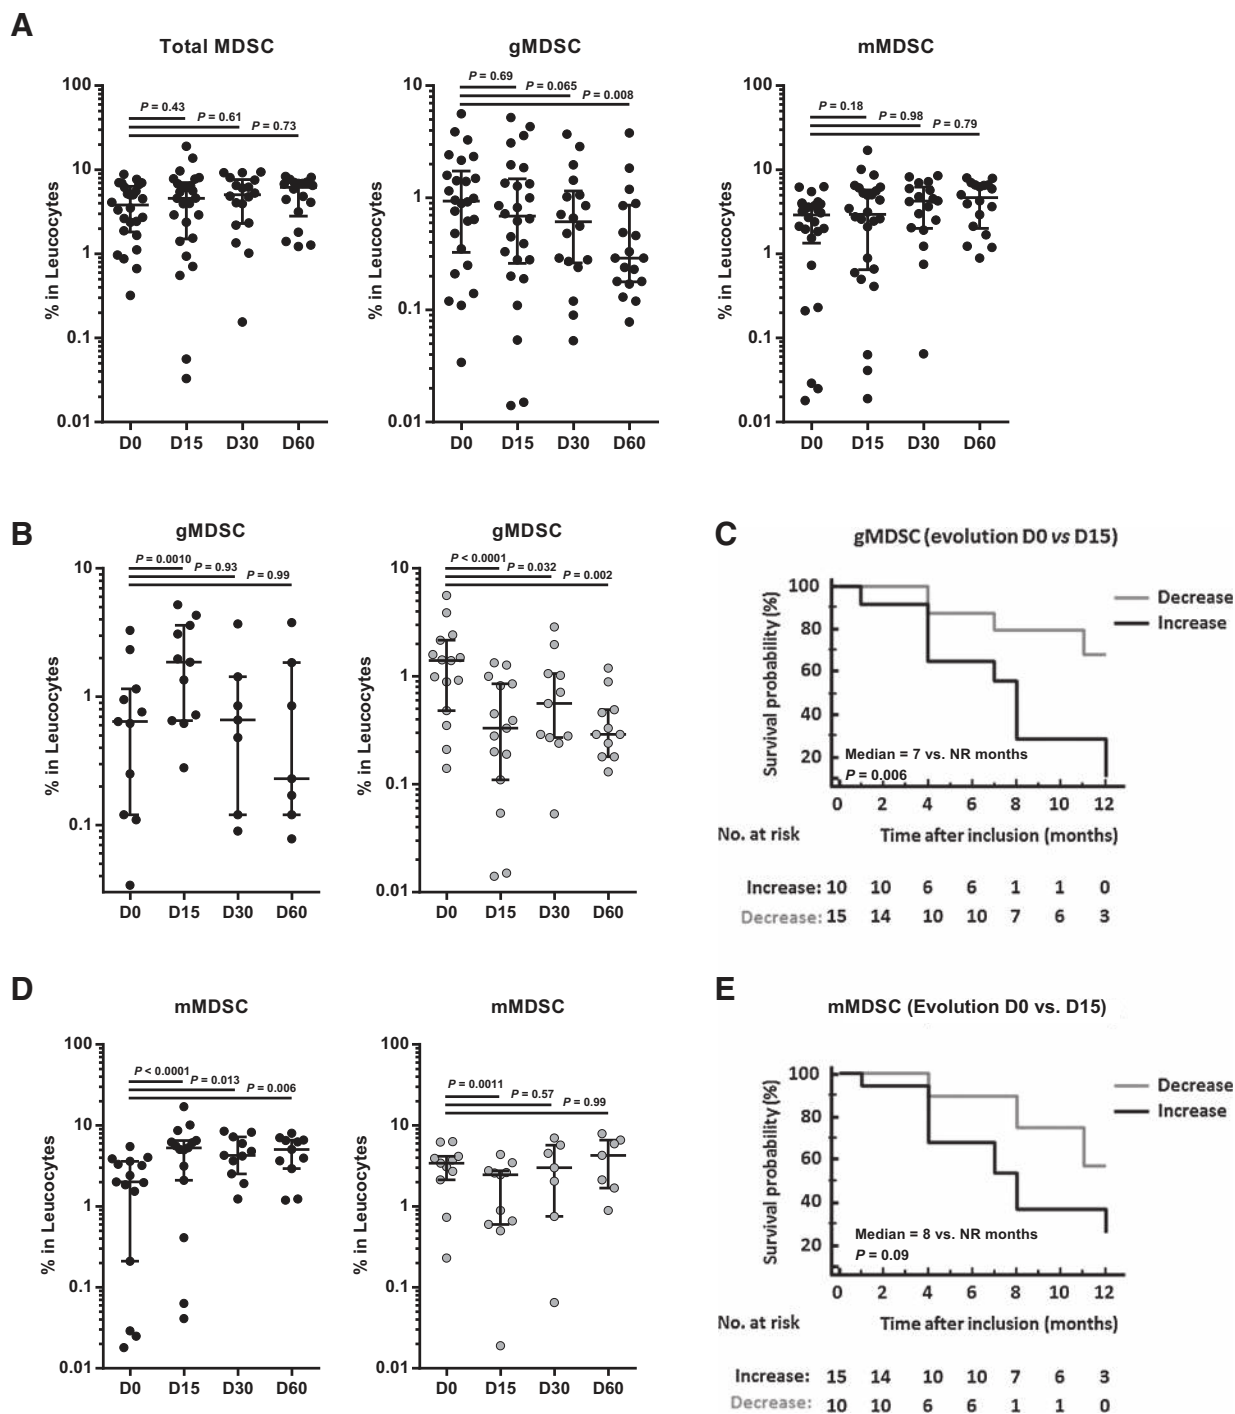 A
Total MDSC
gMDSC
mMDSC
% in Leucocytes
100
10
1
0.1
0.01
P = 0.43
P = 0.61
P = 0.73
D0 D15 D30 D60
% in Leucocytes
10
1
0.1
0.01
P = 0.69
P = 0.065
P = 0.008
D0 D15 D30 D60
% in Leucocytes
100
10
1
0.1
0.01
P = 0.18
P = 0.98
P = 0.79
D0 D15 D30 D60
B
gMDSC
% in Leucocytes
10
1
0.1
P = 0.0010
P = 0.93
P = 0.99
D0 D15 D30 D60
gMDSC
% in Leucocytes
10
1
0.1
0.01
P < 0.0001
P = 0.032
P = 0.002
D0 D15 D30 D60
C
gMDSC (evolution D0 vs D15)
Survival probability (%)
100
80
60
40
20
Decrease
Increase
Median = 7 vs. NR months
P = 0.006
0 2 4 6 8 10 12
No. at risk
Time after inclusion (months)
Increase: 10 10 6 6 1 1 0
Decrease: 15 14 10 10 7 6 3
D
mMDSC
% in Leucocytes
100
10
1
0.1
0.01
P < 0.0001
P = 0.013
P = 0.006
D0 D15 D30 D60
mMDSC
% in Leucocytes
100
10
1
0.1
0.01
P = 0.0011
P = 0.57
P = 0.99
D0 D15 D30 D60
E
mMDSC (Evolution D0 vs. D15)
Survival probability (%)
100
80
60
40
20
Decrease
Increase
Median = 8 vs. NR months
P = 0.09
0 2 4 6 8 10 12
No. at risk
Time after inclusion (months)
Increase: 15 14 10 10 7 6 3
Decrease: 10 10 6 6 1 1 0